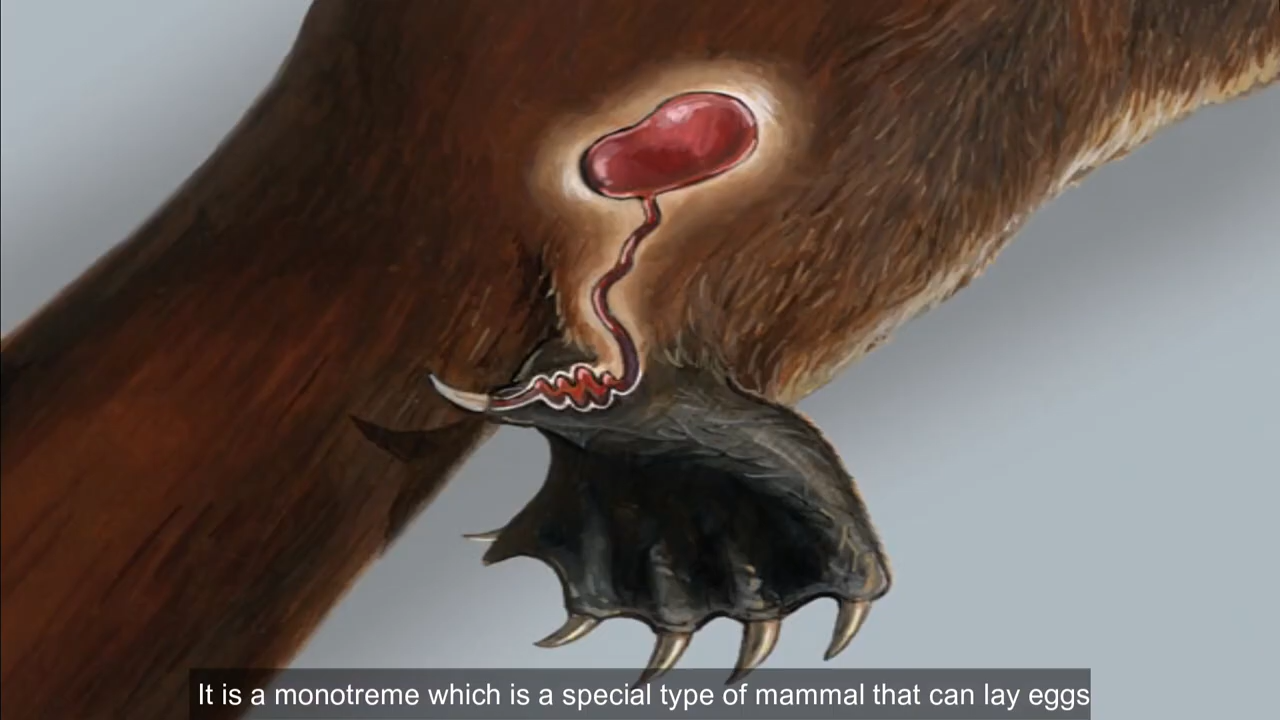 It is a monotreme which is a special type of mammal that can lay eggs